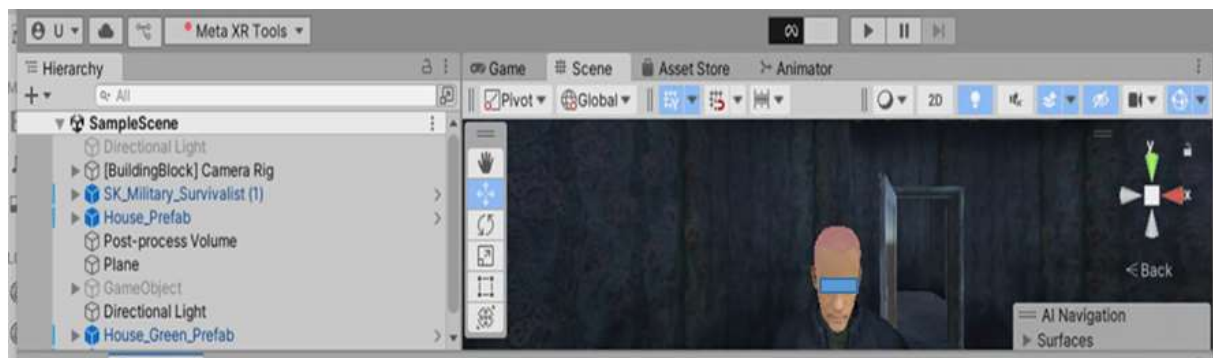 U
Meta XR Tools
Hierarchy
Game Scene Asset Store Animator
All
Pivot Global 2D
SampleScene
Directional Light
[BuildingBlock] Camera Rig
SK_Military_Survivalist (1)
House_Prefab
Post-process Volume
Plane
GameObject
Directional Light
House_Green_Prefab
y
x
Back
AI Navigation
Surfaces